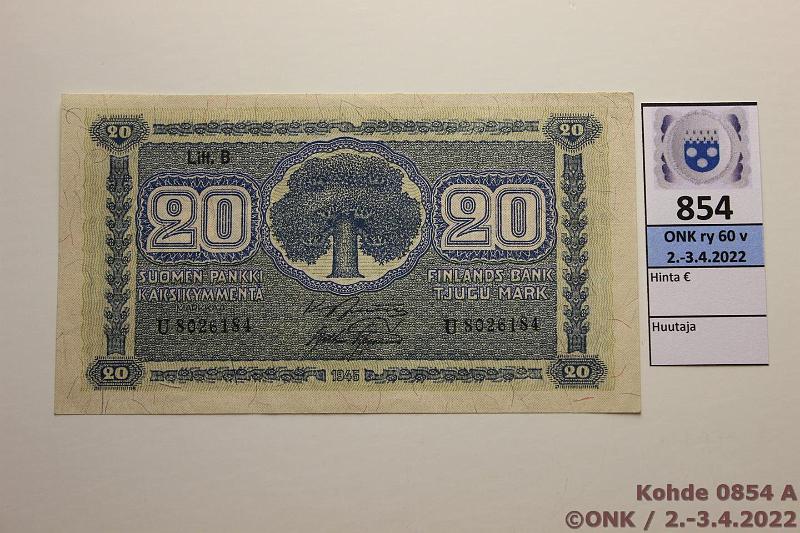 20 20
Litt. B
20 20
SUOMEN PANKKI FINLANDS BANK
KAKSIKYMMENTÄ TJUGU MARK
U 8026184 U 8026184
20 1945 20
854
ONK ry 60 v
2.-3.4.2022
Hinta €
Huutaja
Kohde 0854 A
©ONK / 2.-3.4.2022